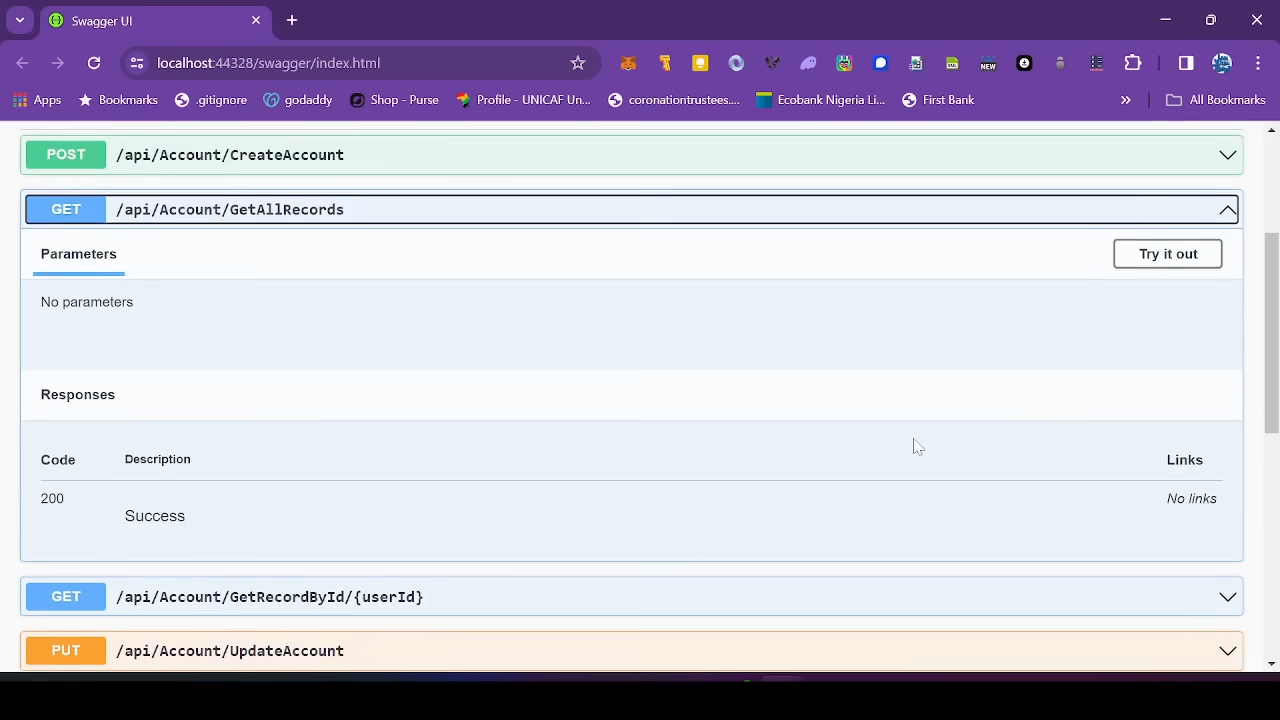 Swagger UI
localhost:44328/swagger/index.html
NEW
Apps Bookmarks .gitignore godaddy Shop - Purse Profile - UNICAF Un... coronationtrustees.... Ecobank Nigeria Li... First Bank » All Bookmarks
POST /api/Account/CreateAccount
GET /api/Account/GetAllRecords
Parameters Try it out
No parameters
Responses
Code Description Links
200 Success No links
GET /api/Account/GetRecordById/{userId}
PUT /api/Account/UpdateAccount